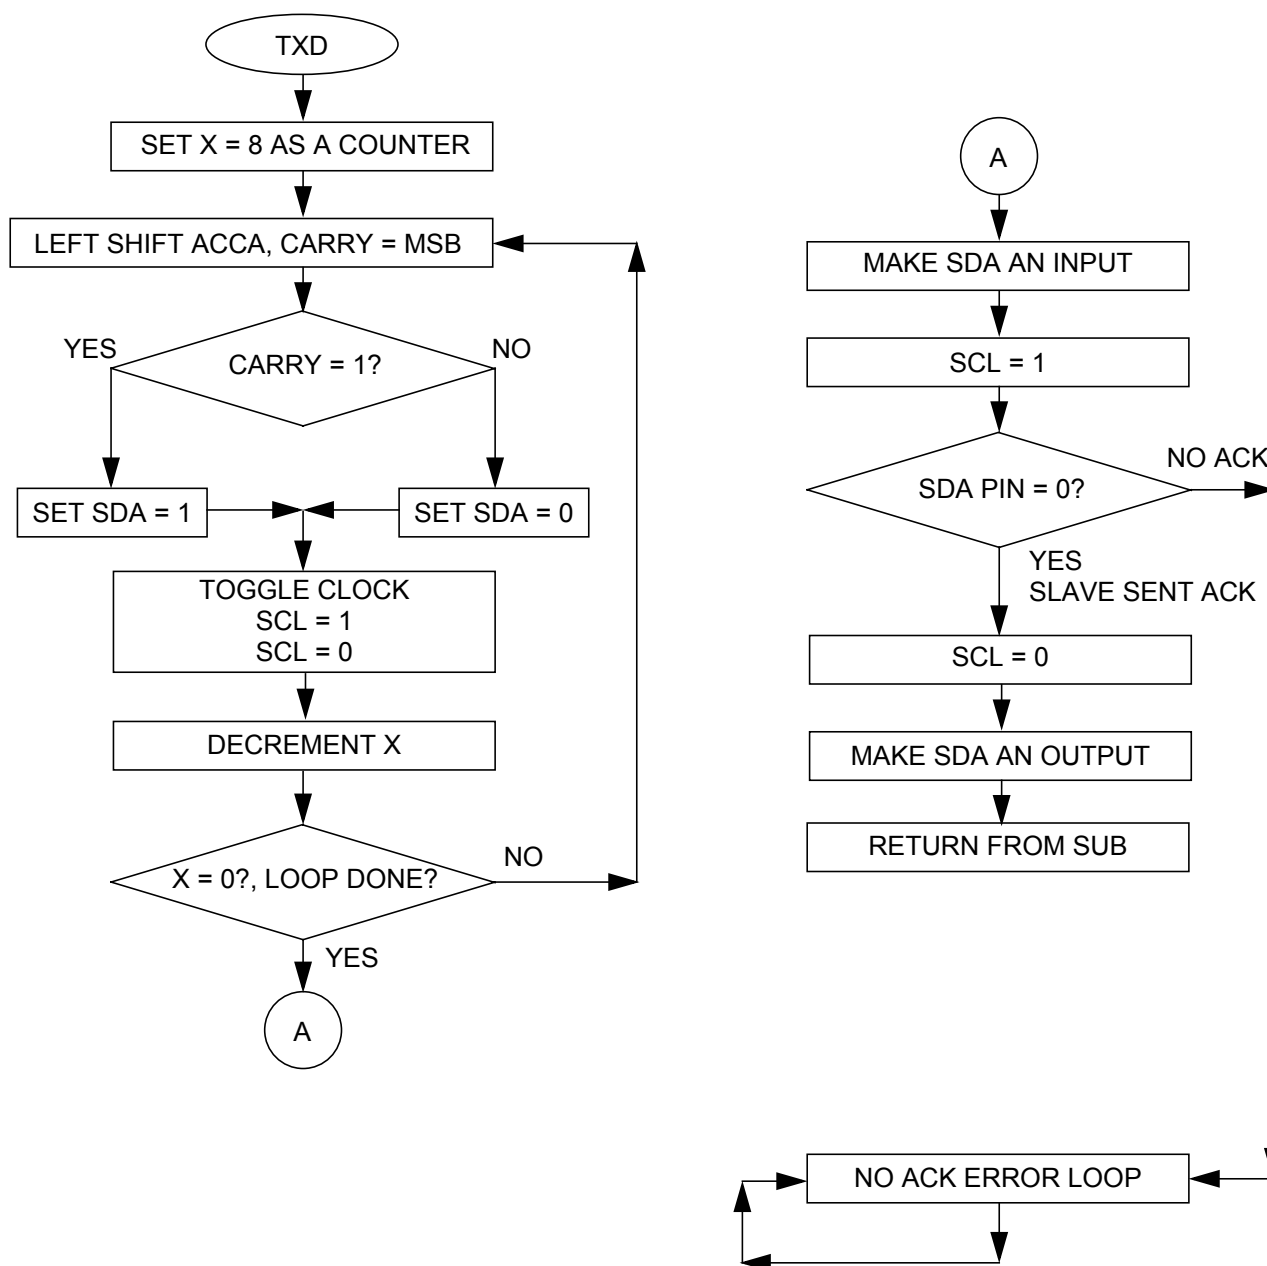 TXD
SET X = 8 AS A COUNTER
LEFT SHIFT ACCA, CARRY = MSB
CARRY = 1?
YES
NO
SET SDA = 1
SET SDA = 0
TOGGLE CLOCK
SCL = 1
SCL = 0
DECREMENT X
X = 0?, LOOP DONE?
NO
YES
A
A
MAKE SDA AN INPUT
SCL = 1
SDA PIN = 0?
NO ACK
YES
SLAVE SENT ACK
SCL = 0
MAKE SDA AN OUTPUT
RETURN FROM SUB
NO ACK ERROR LOOP